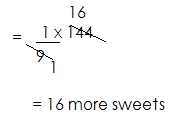 16
= 1 x 144
9
1
= 16 more sweets